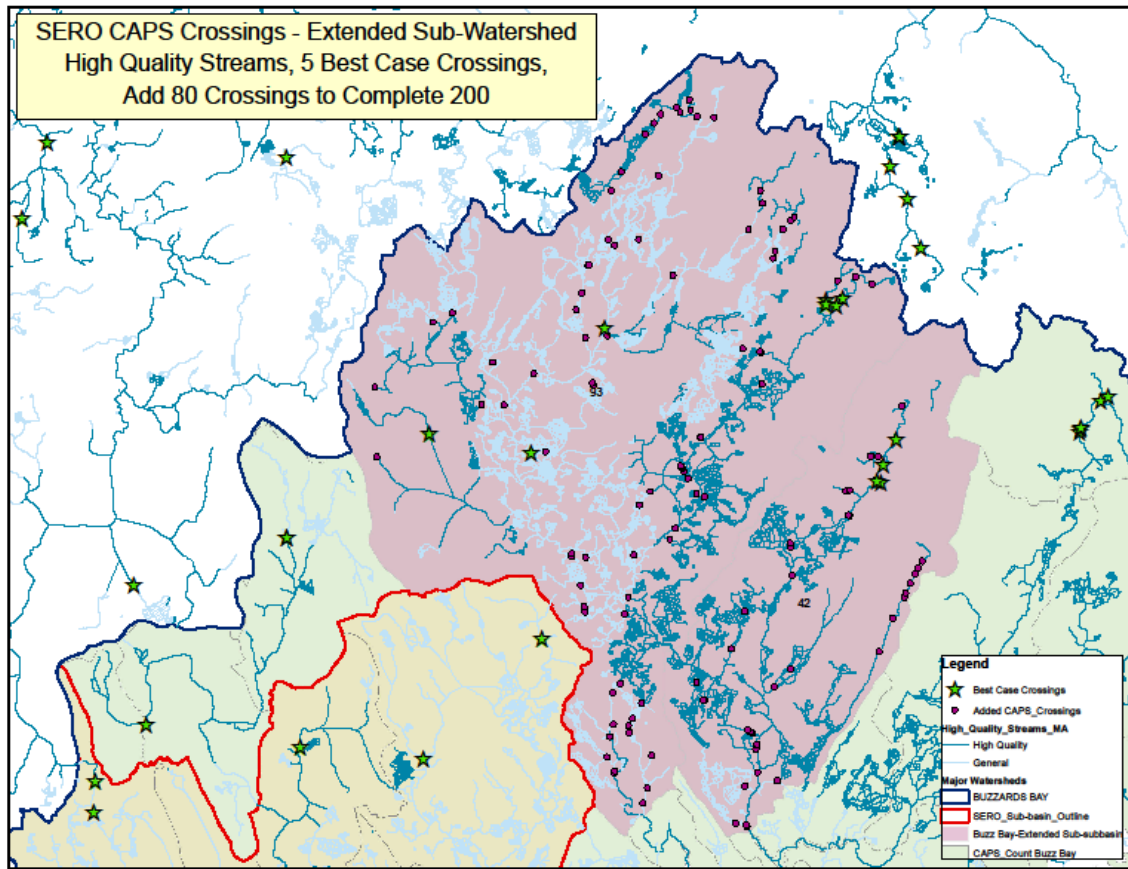 SERO CAPS Crossings - Extended Sub-Watershed
High Quality Streams, 5 Best Case Crossings,
Add 80 Crossings to Complete 200
93
42
Legend
Best Case Crossings
Added CAPS_Crossings
High_Quality_Streams_MA
High Quality
General
Major Watersheds
BUZZARDS BAY
SERO_Sub-basin_Outline
Buzz Bay-Extended Sub-subbasin
CAPS_Count Buzz Bay